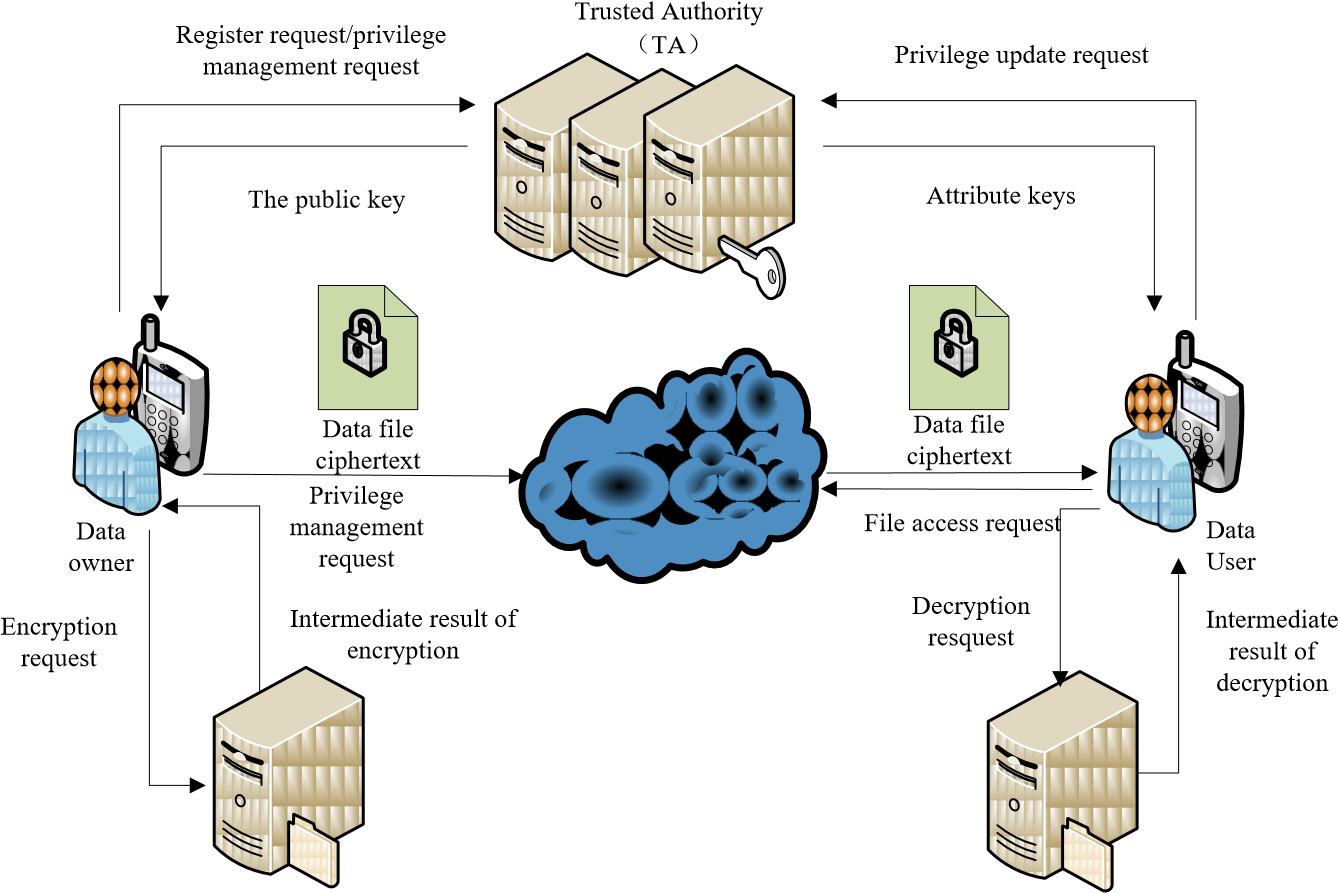 Trusted Authority
（TA）
Register request/privilege
management request
Privilege update request
The public key
Attribute keys
Data file
ciphertext
Privilege
management
request
Data file
ciphertext
File access request
Data
owner
Data
User
Encryption
request
Intermediate result of
encryption
Decryption
resquest
Intermediate
result of
decryption